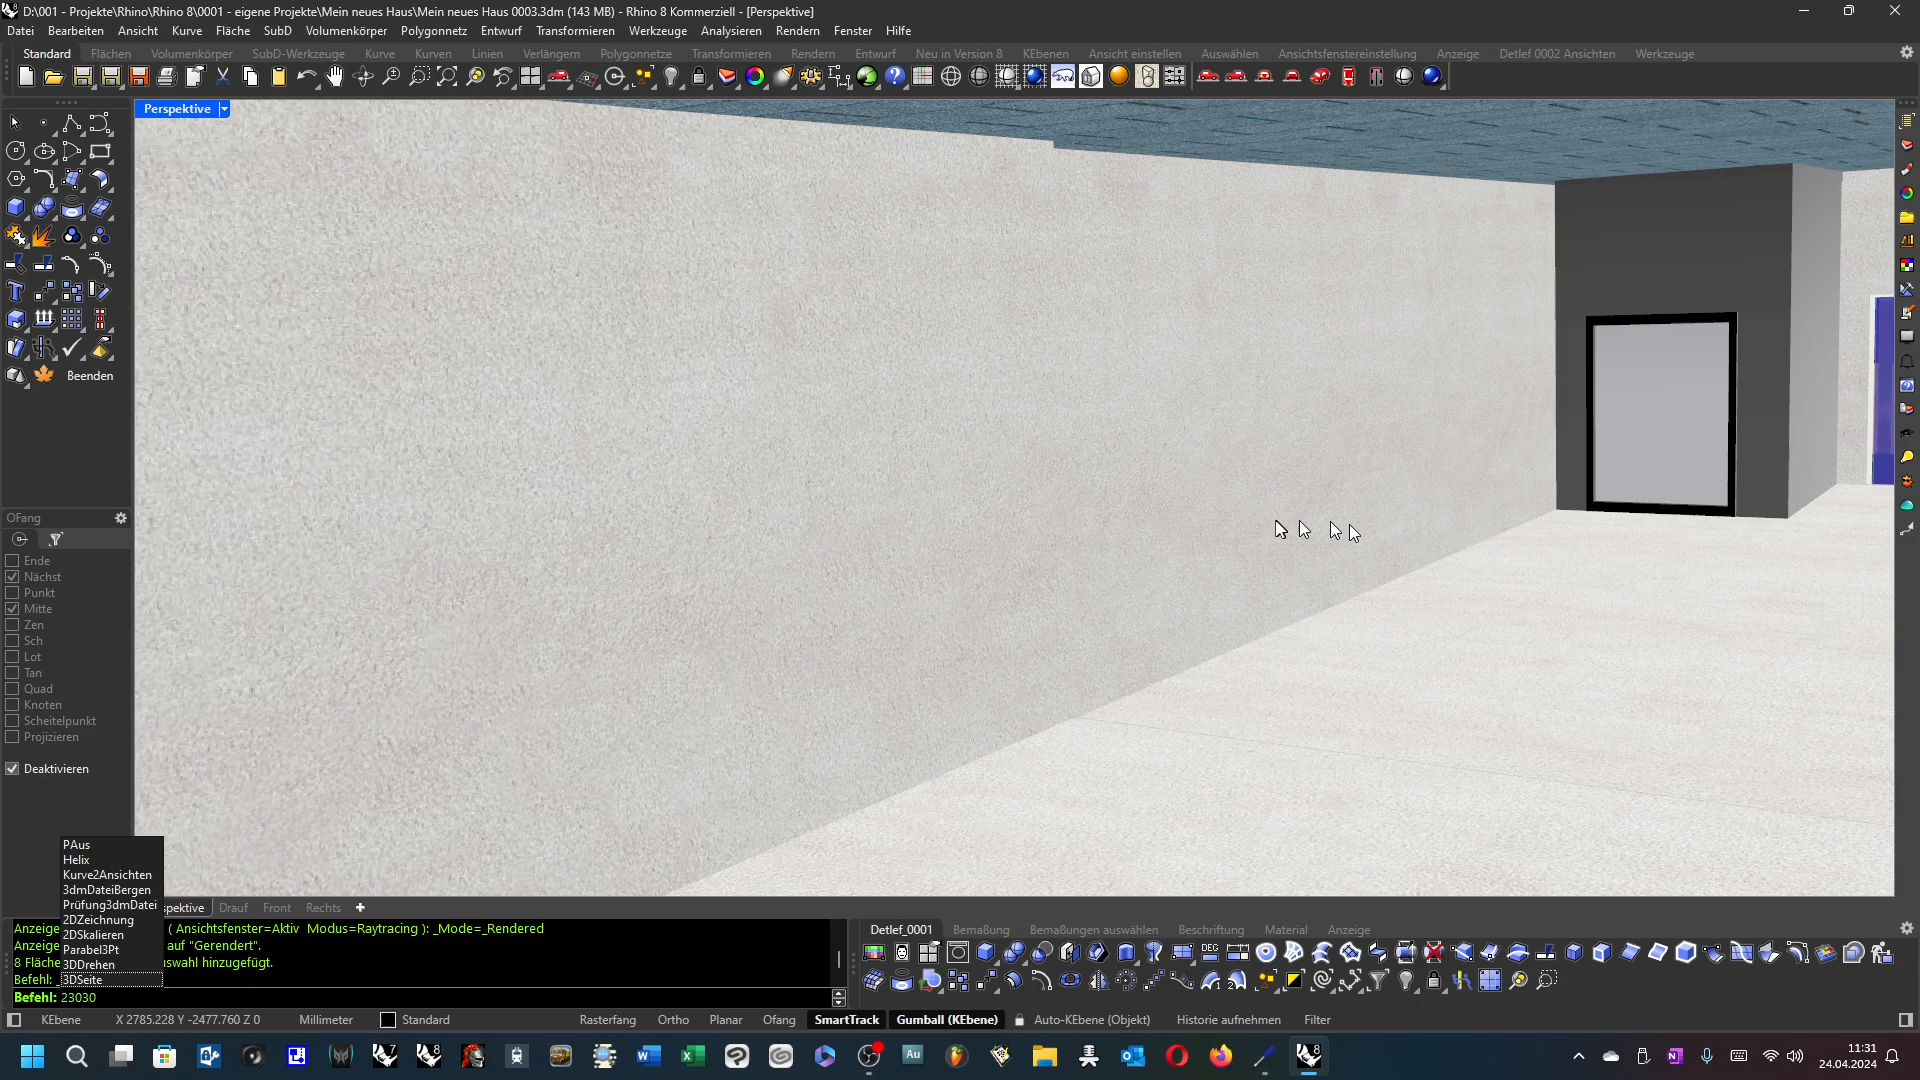 D:\001 - Projekte\Rhino\Rhino 8\0001 - eigene Projekte\Mein neues Haus\Mein neues Haus 0003.3dm (143 MB) - Rhino 8 Kommerziell - [Perspektive]
Datei Bearbeiten Ansicht Kurve Fläche SubD Volumenkörper Polygonnetz Entwurf Transformieren Werkzeuge Analysieren Rendern Fenster Hilfe
Standard Flächen Volumenkörper SubD-Werkzeuge Kurve Kurven Linien Verlängern Polygonnetze Transformieren Rendern Entwurf Neu in Version 8 KEbenen Ansicht einstellen Auswählen Ansichtsfenstereinstellung Anzeige Detlef 0002 Ansichten Werkzeuge
Perspektive
Beenden
OFang
Ende
Nächst
Punkt
Mitte
Zen
Sch
Lot
Tan
Quad
Knoten
Scheitelpunkt
Projizieren
Deaktivieren
PAus
Helix
Kurve2Ansichten
3dmDateiBergen
Prüfung3dmDatei
2DZeichnung
2DSkalieren
Parabel3Pt
3DDrehen
3DSeite
spektive Drauf Front Rechts
Anzeige ( Ansichtsfenster=Aktiv Modus=Raytracing ): _Mode=_Rendered
Anzeige auf "Gerendert".
8 Fläche swahl hinzugefügt.
Befehl:
Befehl: 23030
Detlef_0001 Bemaßung Bemaßungen auswählen Beschriftung Material Anzeige
DEG
KEbene X 2785.228 Y -2477.760 Z 0 Millimeter Standard Rasterfang Ortho Planar Ofang SmartTrack Gumball (KEbene) Auto-KEbene (Objekt) Historie aufnehmen Filter
Au
11:31
24.04.2024